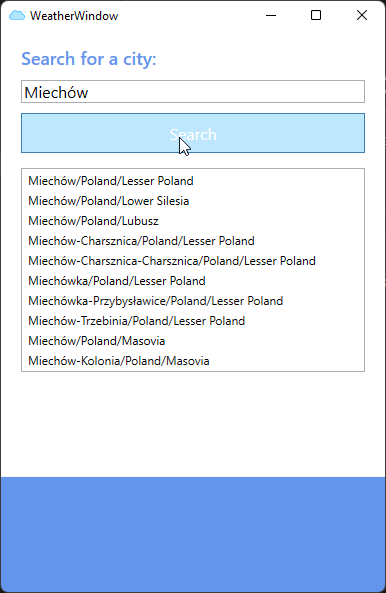 WeatherWindow
Search for a city:
Miechów
Search
Miechów/Poland/Lesser Poland
Miechów/Poland/Lower Silesia
Miechów/Poland/Lubusz
Miechów-Charsznica/Poland/Lesser Poland
Miechów-Charsznica-Charsznica/Poland/Lesser Poland
Miechówka/Poland/Lesser Poland
Miechówka-Przybysławice/Poland/Lesser Poland
Miechów-Trzebinia/Poland/Lesser Poland
Miechów/Poland/Masovia
Miechów-Kolonia/Poland/Masovia